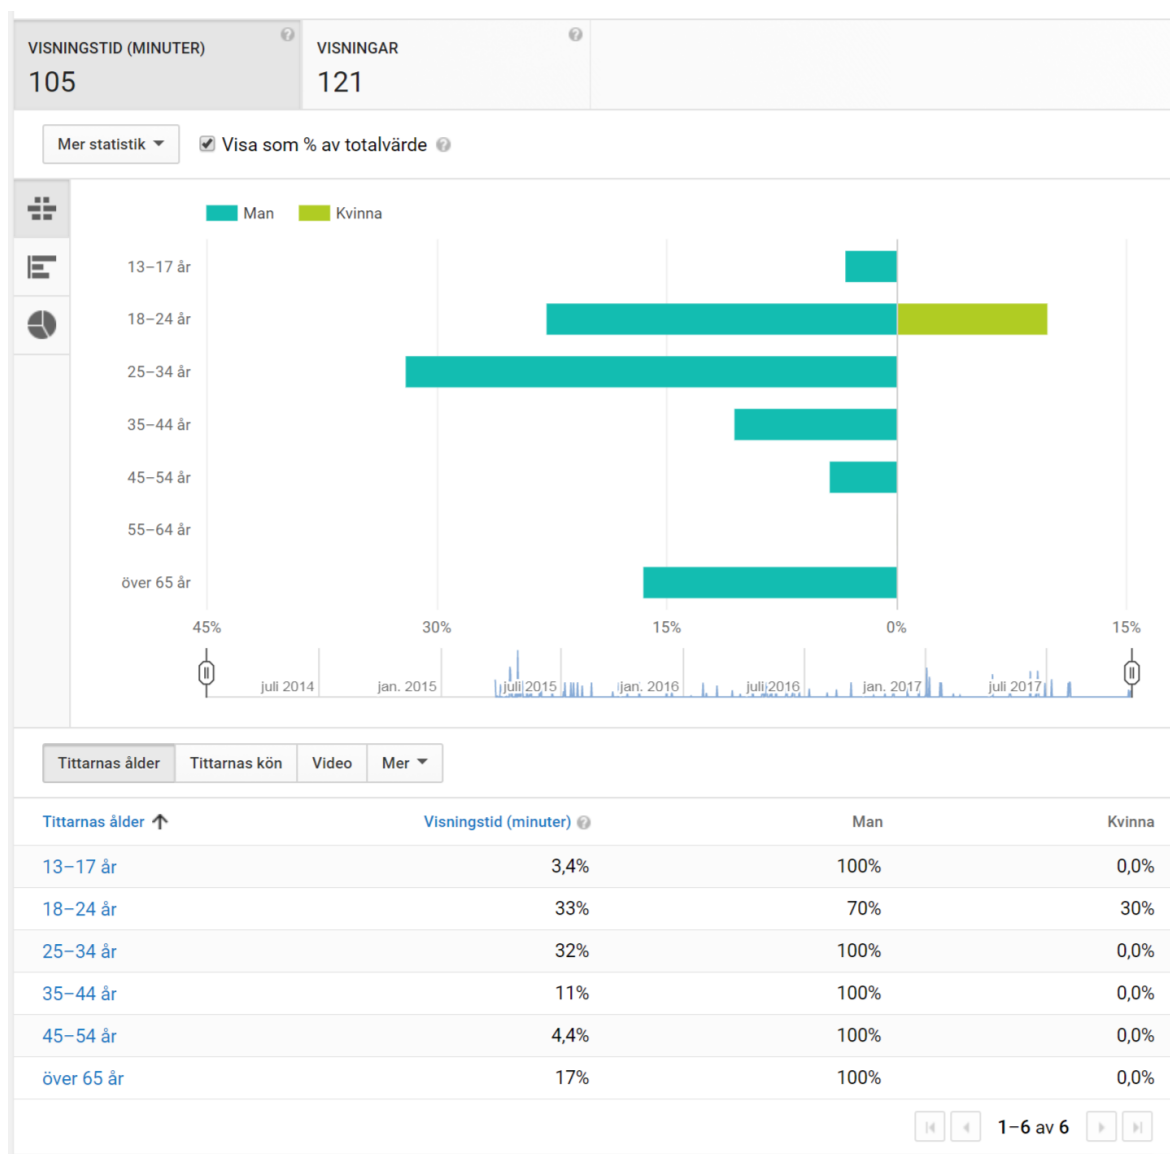 VISNINGSTID (MINUTER) ?
105
VISNINGAR ?
121
Mer statistik Visa som % av totalvärde ?
Man Kvinna
13–17 år
18–24 år
25–34 år
35–44 år
45–54 år
55–64 år
över 65 år
45% 30% 15% 0% 15%
juli 2014 jan. 2015 juli 2015 jan. 2016 juli 2016 jan. 2017 juli 2017
Tittarnas ålder Tittarnas kön Video Mer
Tittarnas ålder Visningstid (minuter) ? Man Kvinna
13–17 år 3,4% 100% 0,0%
18–24 år 33% 70% 30%
25–34 år 32% 100% 0,0%
35–44 år 11% 100% 0,0%
45–54 år 4,4% 100% 0,0%
över 65 år 17% 100% 0,0%
1–6 av 6